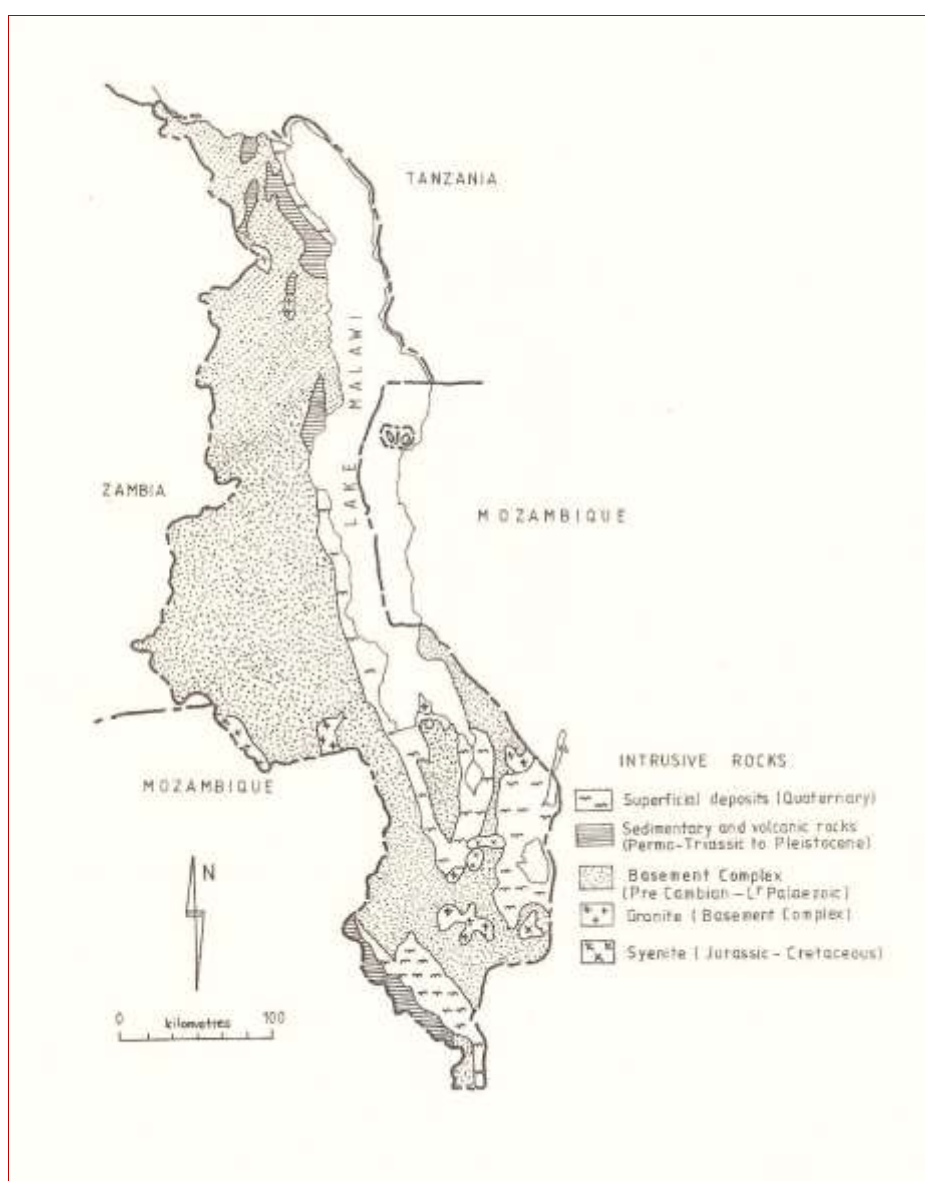 TANZANIA
LAKE MALAWI
ZAMBIA
MOZAMBIQUE
MOZAMBIQUE
INTRUSIVE ROCKS
Superficial deposits (Quaternary)
Sedimentary and volcanic rocks
(Permo-Triassic to Pleistocene)
Basement Complex
(Pre Cambian - Lr Palaezoic)
Granite (Basement Complex)
Syenite (Jurassic - Cretaceous)
N
0 kilometres 100